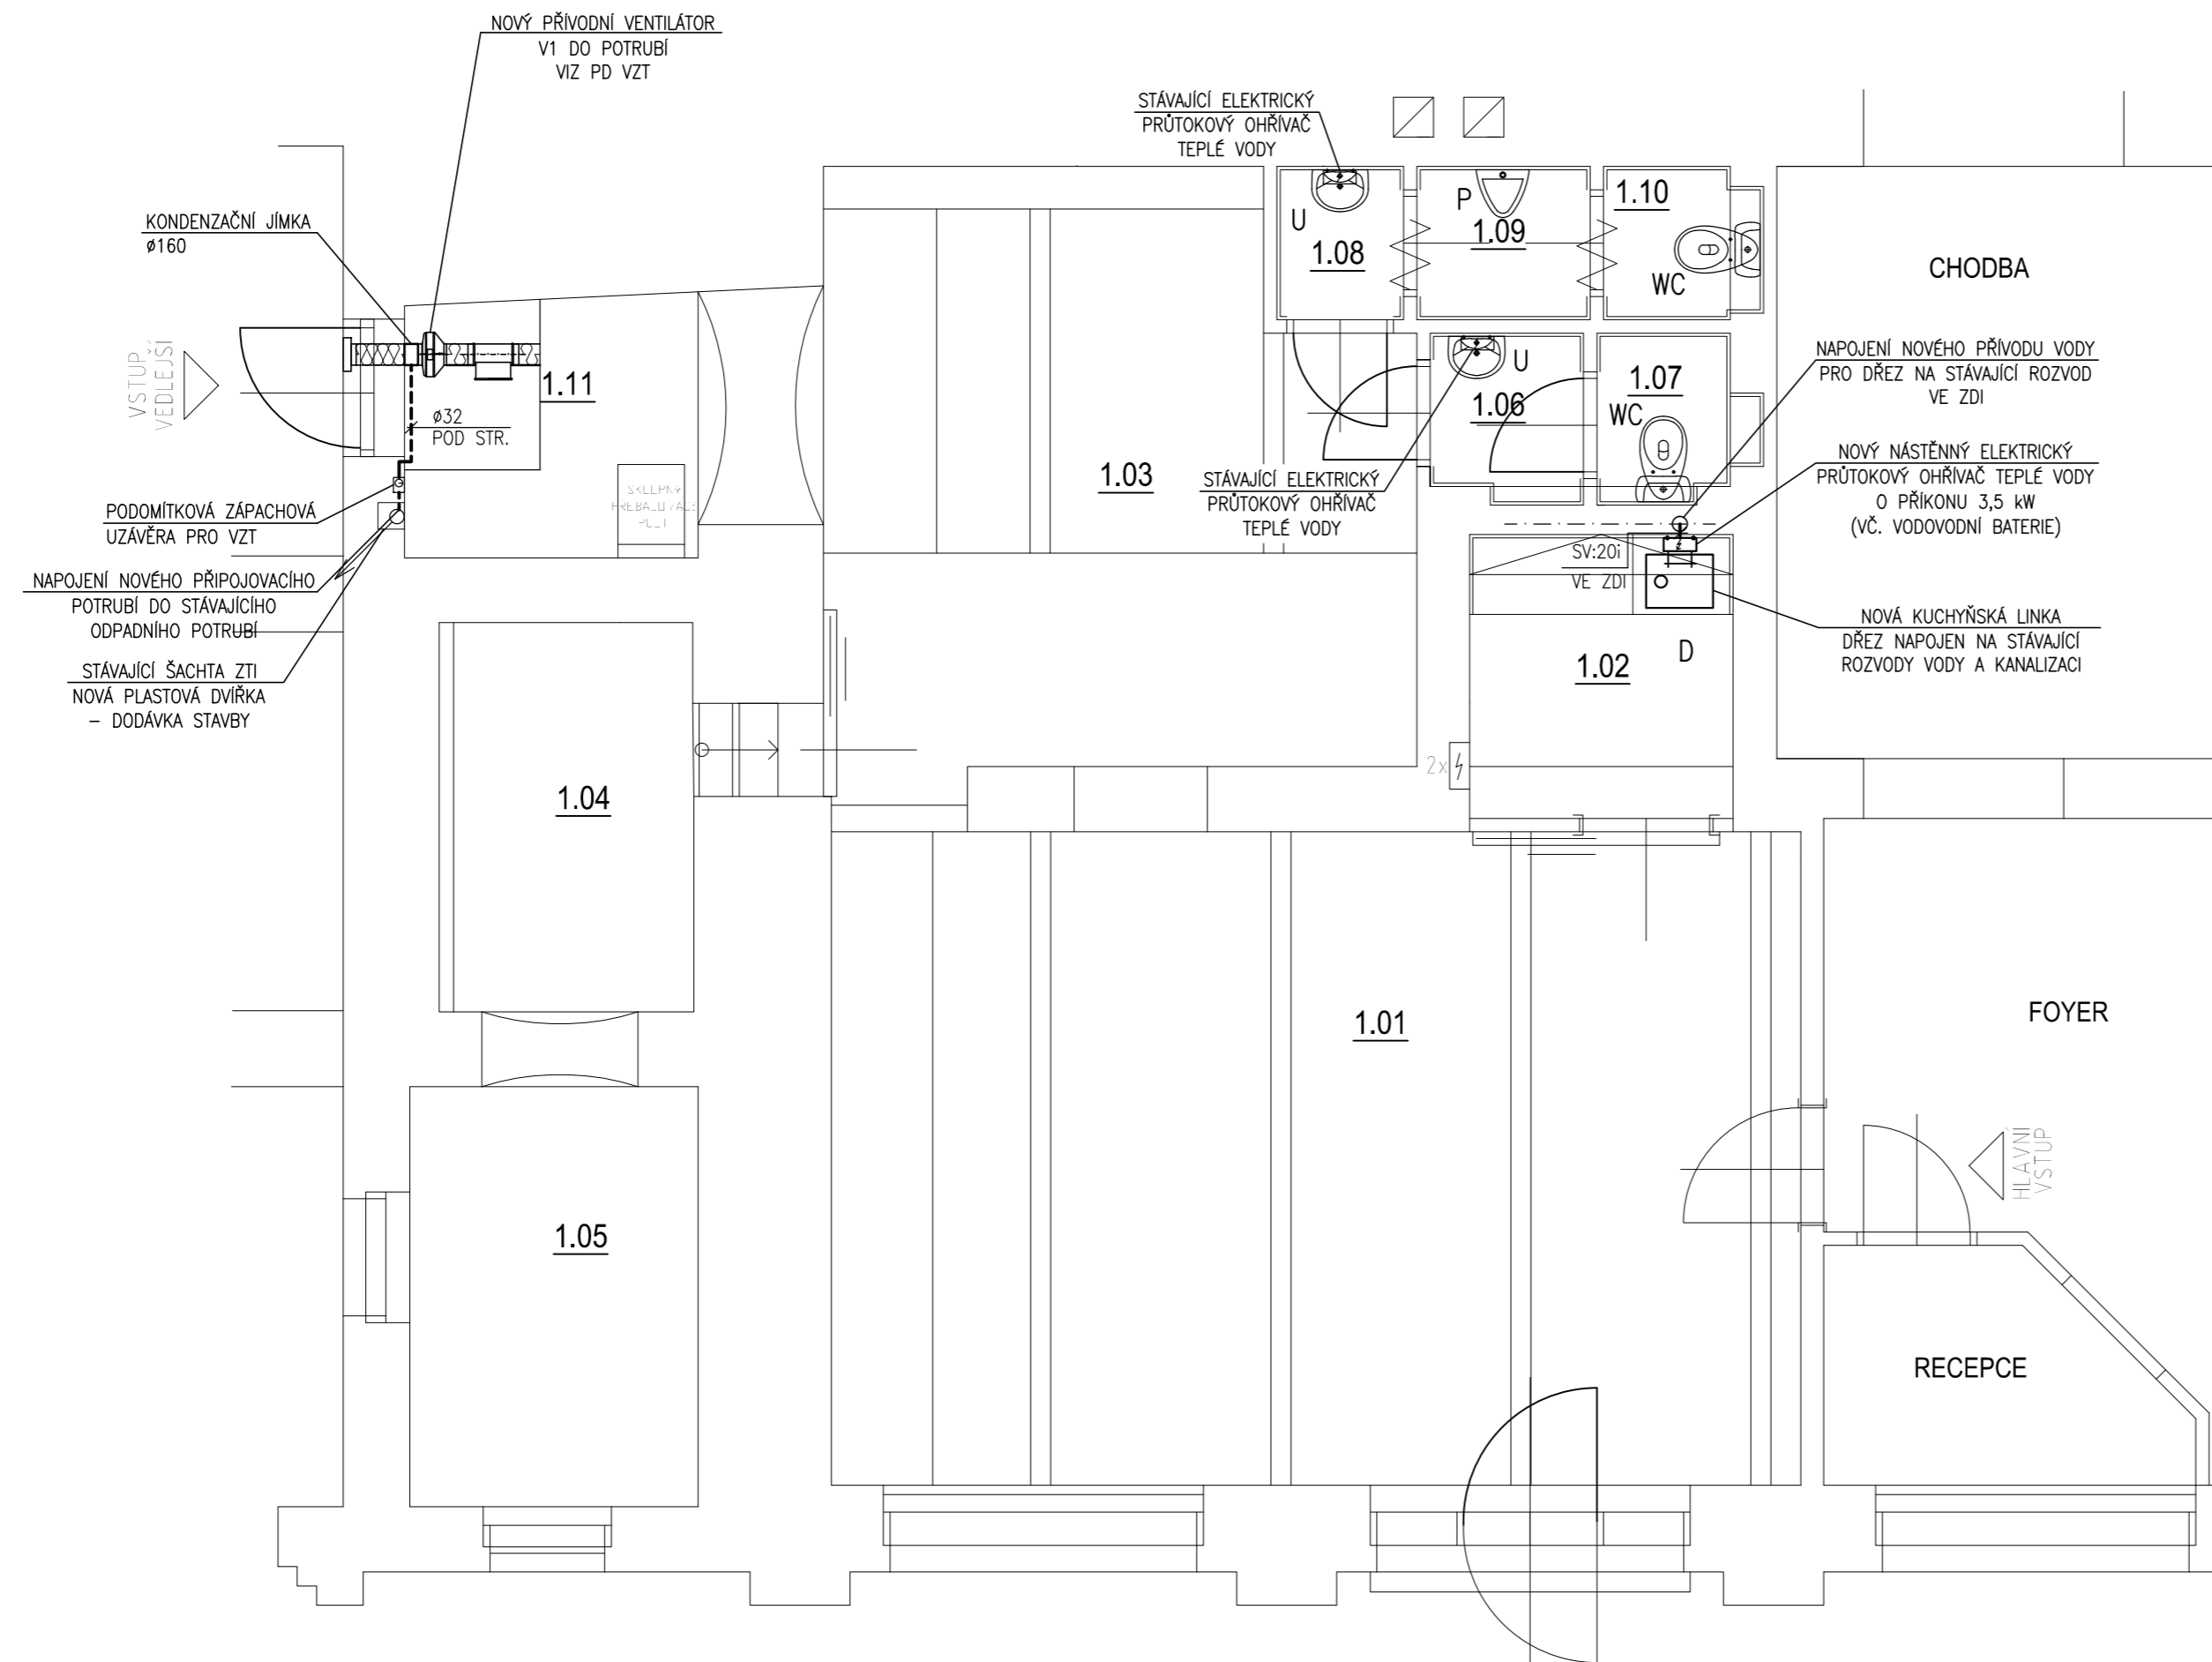 NOVÝ PŘÍVODNÍ VENTILÁTOR
V1 DO POTRUBÍ
VIZ PD VZT
STÁVAJÍCÍ ELEKTRICKÝ
PRŮTOKOVÝ OHŘÍVAČ
TEPLÉ VODY
KONDENZAČNÍ JÍMKA
ø160
U
1.08
P
1.09
1.10
WC
CHODBA
VSTUP
VEDLEJŠÍ
1.11
ø32
POD STR.
U
1.06
1.07
WC
NAPOJENÍ NOVÉHO PŘÍVODU VODY
PRO DŘEZ NA STÁVAJÍCÍ ROZVOD
VE ZDI
1.03
STÁVAJÍCÍ ELEKTRICKÝ
PRŮTOKOVÝ OHŘÍVAČ
TEPLÉ VODY
NOVÝ NÁSTĚNNÝ ELEKTRICKÝ
PRŮTOKOVÝ OHŘÍVAČ TEPLÉ VODY
O PŘÍKONU 3,5 kW
(VČ. VODOVODNÍ BATERIE)
PODOMÍTKOVÁ ZÁPACHOVÁ
UZÁVĚRA PRO VZT
SV:20i
VE ZDI
NAPOJENÍ NOVÉHO PŘIPOJOVACÍHO
POTRUBÍ DO STÁVAJÍCÍHO
ODPADNÍHO POTRUBÍ
NOVÁ KUCHYŇSKÁ LINKA
DŘEZ NAPOJEN NA STÁVAJÍCÍ
ROZVODY VODY A KANALIZACI
STÁVAJÍCÍ ŠACHTA ZTI
NOVÁ PLASTOVÁ DVÍŘKA
– DODÁVKA STAVBY
1.02
D
2x
1.04
1.01
FOYER
HLAVNÍ
VSTUP
1.05
RECEPCE